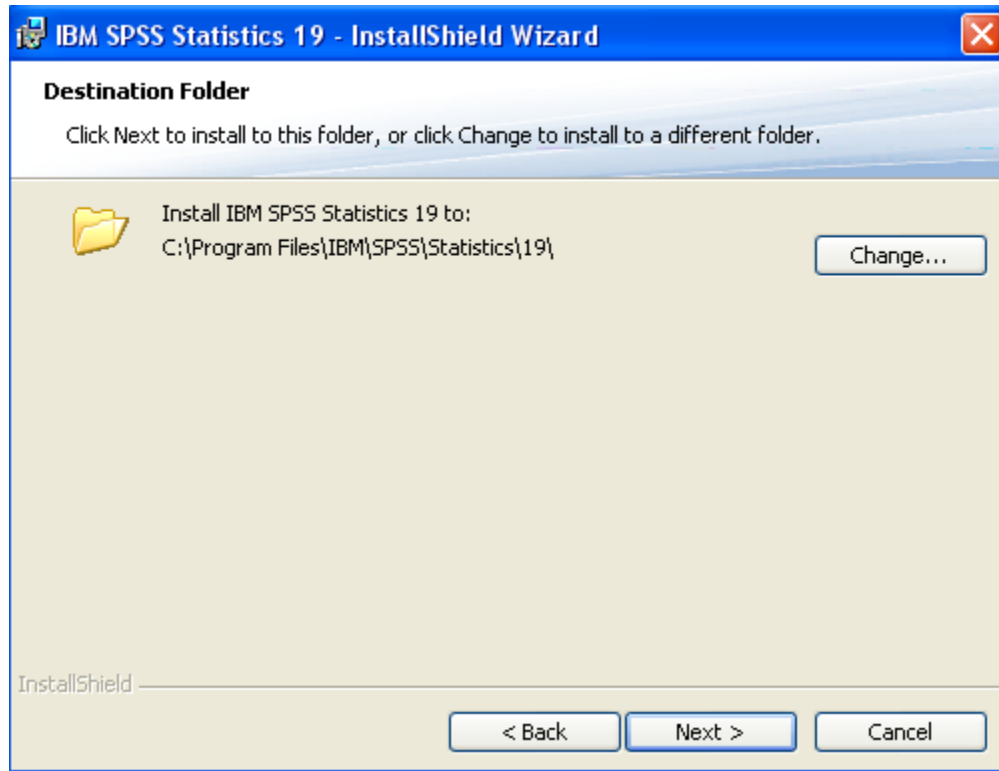 IBM SPSS Statistics 19 - InstallShield Wizard
Destination Folder
Click Next to install to this folder, or click Change to install to a different folder.
Install IBM SPSS Statistics 19 to:
C:\Program Files\IBM\SPSS\Statistics\19\
Change...
InstallShield
< Back
Next >
Cancel